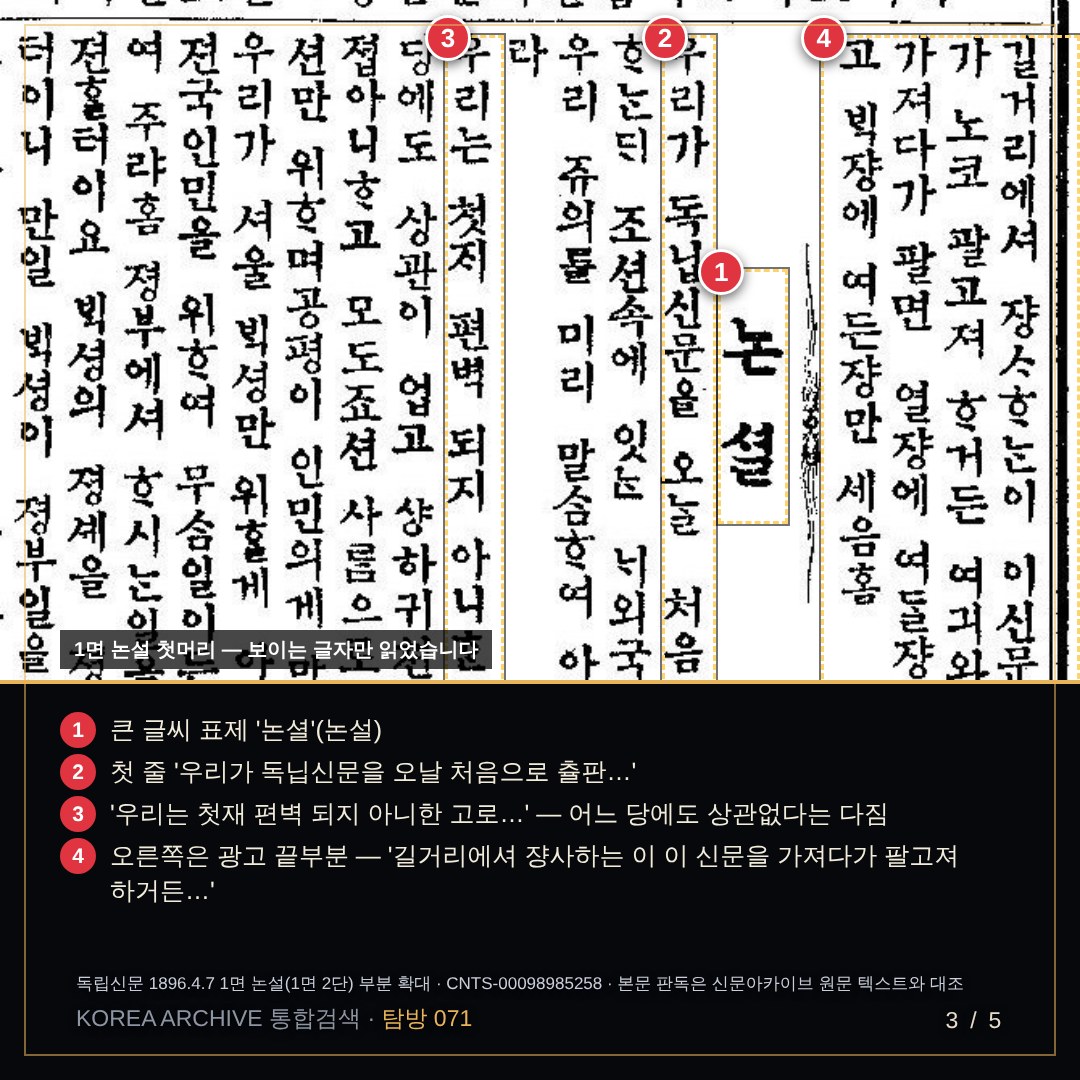 길거리에셔 쟝ᄉᆞᄒᆞᄂᆞᆫ이 이신문
가 노코 팔고져 ᄒᆞ거든 여긔와
가져다가 팔면 열쟝에 여ᄃᆞᆲ쟝
고 ᄇᆡᆨ쟝에 여든쟝만 세음홈
논셜
우리가 독닙신문을 오ᄂᆞᆯ 처음
ᄒᆞᄂᆞᆫᄃᆡ 조션속에 잇ᄂᆞᆫ ᄂᆡ외국
우리 쥬의를 미리 말ᄉᆞᆷᄒᆞ여 아
라
우리는 첫ᄌᆡ 편벽 되지 아니ᄒᆞᆫ
당에도 상관이 업고 샹하귀쳔
졉아니ᄒᆞ고 모도죠션 사ᄅᆞᆷ으로
션만 위ᄒᆞ며공평이 인민의게
우리가 셔울 ᄇᆡᆨ셩만 위ᄒᆞᆯ게
젼국인민을 위ᄒᆞ여 무ᄉᆞᆷ일이
여 주랴홈 졍부에셔 ᄒᆞ시ᄂᆞᆫ일을
젼ᄒᆞᆯ터이요 ᄇᆡᆨ셩의 졍셰을
터이니 만일 ᄇᆡᆨ셩이 졍부일을
1 2 3 4
1면 논설 첫머리 — 보이는 글자만 읽었습니다
1 큰 글씨 표제 '논셜'(논설)
2 첫 줄 '우리가 독닙신문을 오날 처음으로 츌판…'
3 '우리는 첫재 편벽 되지 아니한 고로…' — 어느 당에도 상관없다는 다짐
4 오른쪽은 광고 끝부분 — '길거리에셔 쟝사하는 이 이 신문을 가져다가 팔고져
하거든…'
독립신문 1896.4.7 1면 논설(1면 2단) 부분 확대 · CNTS-00098985258 · 본문 판독은 신문아카이브 원문 텍스트와 대조
KOREA ARCHIVE 통합검색 · 탐방 071
3 / 5